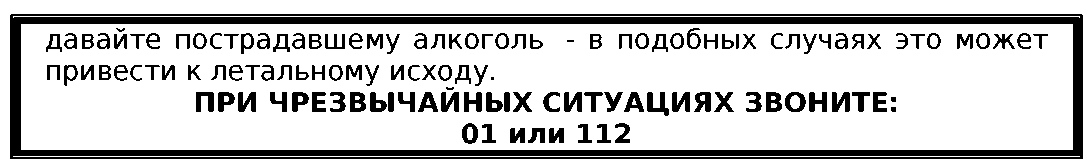 давайте пострадавшему алкоголь - в подобных случаях это может
привести к летальному исходу.
ПРИ ЧРЕЗВЫЧАЙНЫХ СИТУАЦИЯХ ЗВОНИТЕ:
01 или 112